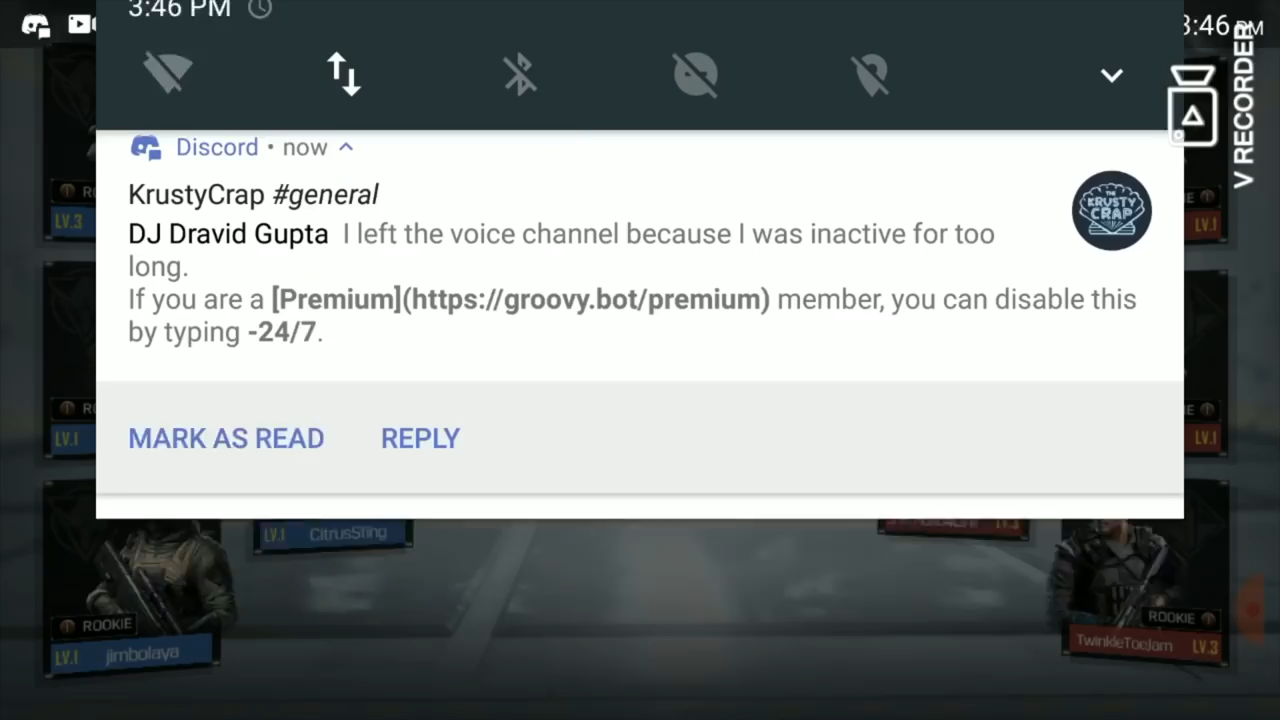 3:46 PM
3:46 PM
V RECORDER
Discord • now
KrustyCrap #general
THE KRUSTY CRAP
DJ Dravid Gupta I left the voice channel because I was inactive for too
long.
If you are a [Premium](https://groovy.bot/premium) member, you can disable this
by typing -24/7.
MARK AS READ REPLY
LV.3
LV.1
LV.1
LV.1
LV.1 CitrusSting
LV.3
ROOKIE
LV.1 jimbolaya
ROOKIE
TwinkleToeJam LV.3